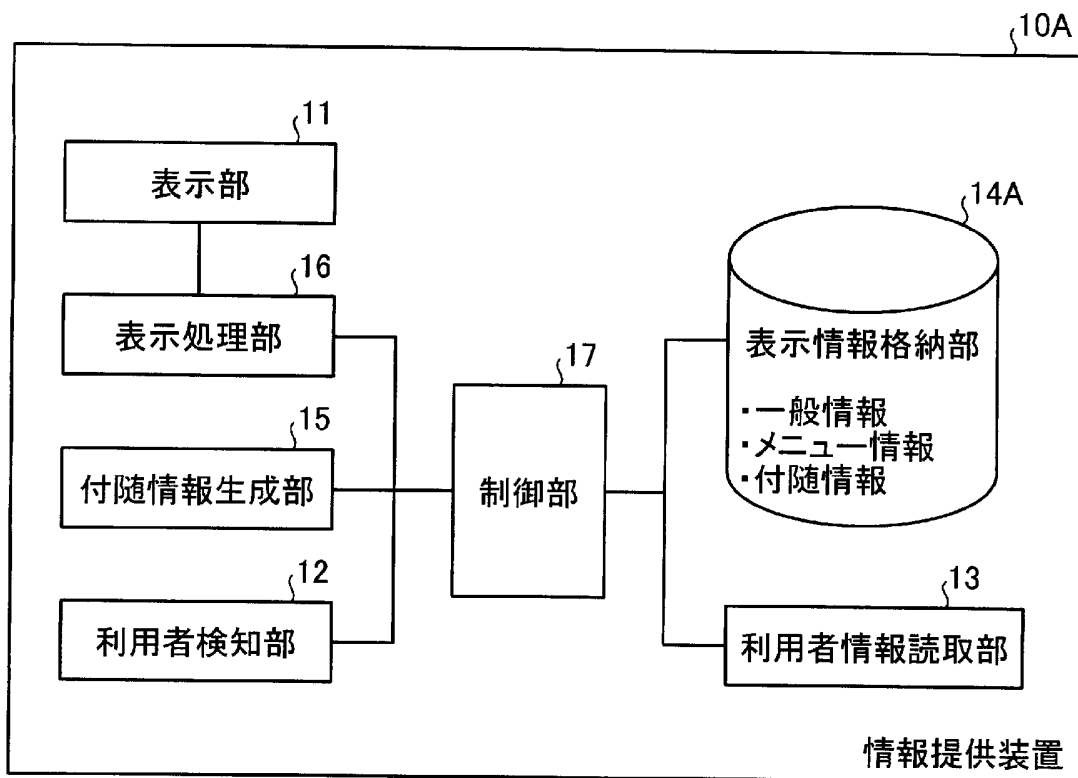 10A
11
表示部
14A
16
表示処理部
表示情報格納部
17
・一般情報
・メニュー情報
・付随情報
15
付随情報生成部
制御部
12
利用者検知部
13
利用者情報読取部
情報提供装置